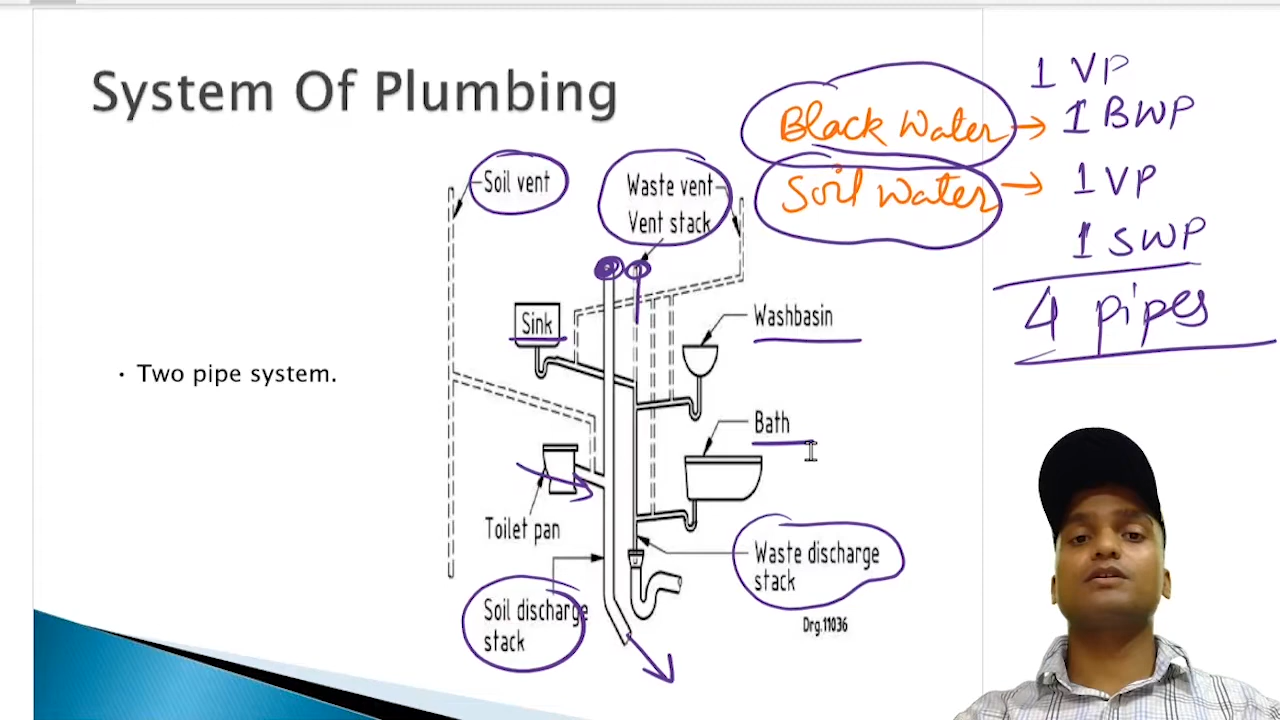 System Of Plumbing
1 VP
Black Water → 1 BWP
Soil Water → 1 VP
1 SWP
4 pipes
Soil vent
Waste vent
Vent stack
Sink
Washbasin
• Two pipe system.
Bath
Toilet pan
Waste discharge
stack
Soil discharge
stack
Drg.11036